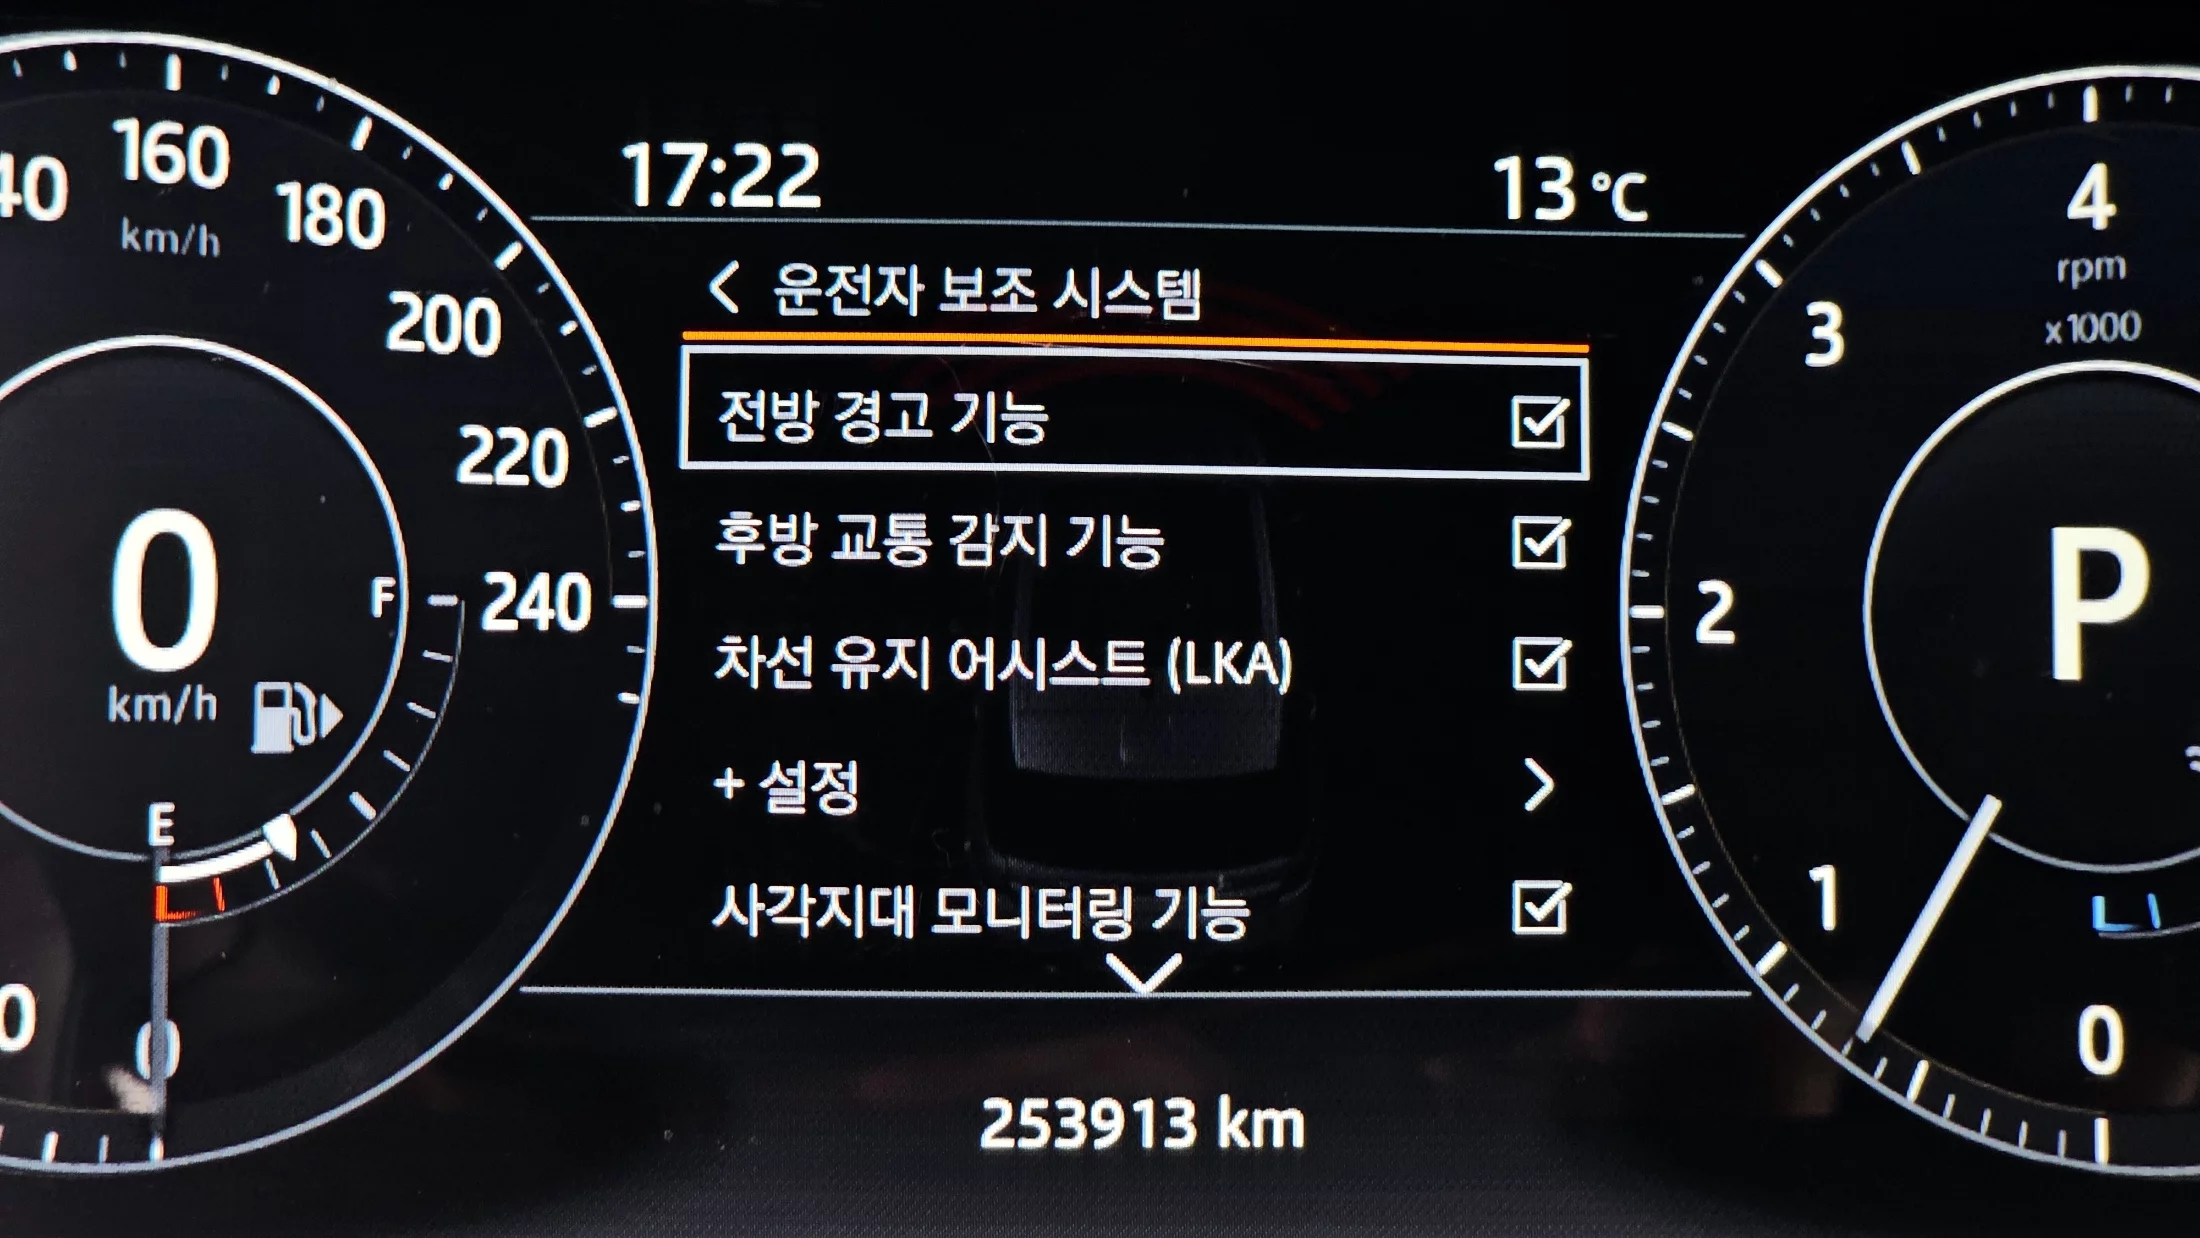 17:22
13 °C
40
160
km/h
180
200
220
240
0
km/h
F
E
0
0
< 운전자 보조 시스템
전방 경고 기능
후방 교통 감지 기능
차선 유지 어시스트 (LKA)
+ 설정
사각지대 모니터링 기능
253913 km
4
rpm
x1000
3
2
1
0
P